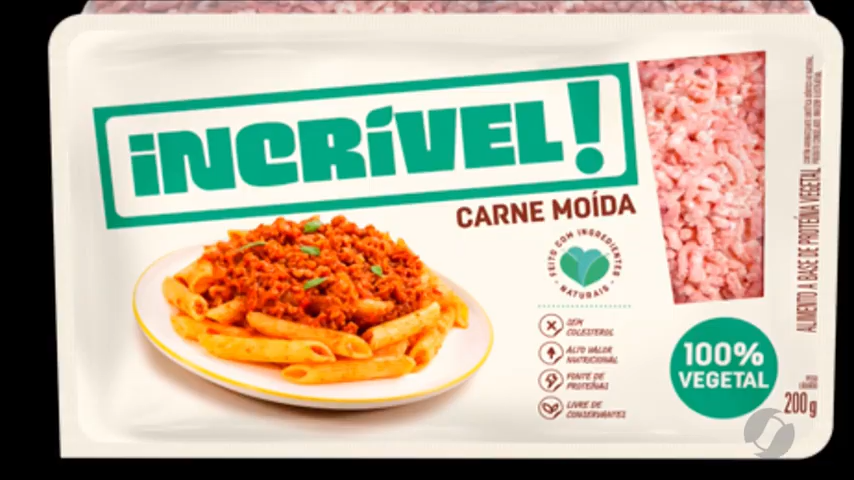 iNCRÍVEL!
CARNE MOÍDA
FEITO COM INGREDIENTES NATURAIS
SEM
COLESTEROL
ALTO VALOR
NUTRICIONAL
FONTE DE
PROTEÍNAS
LIVRE DE
CONSERVANTES
100%
VEGETAL
ALIMENTO A BASE DE PROTEÍNA VEGETAL
200g